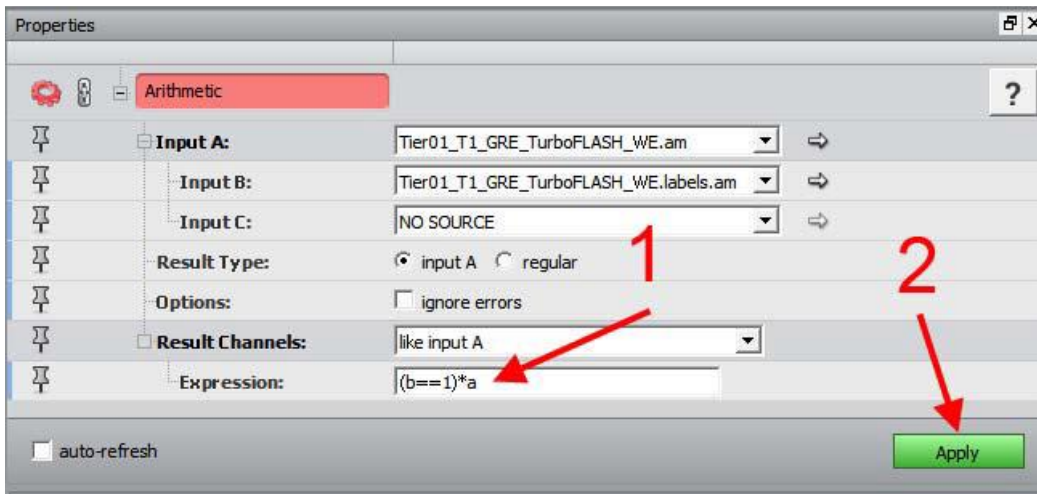 Properties
Arithmetic
?
Input A: Tier01_T1_GRE_TurboFLASH_WE.am
Input B: Tier01_T1_GRE_TurboFLASH_WE.labels.am
Input C: NO SOURCE
Result Type: input A regular
Options: ignore errors
Result Channels: like input A
Expression: (b==1)*a
1
2
auto-refresh
Apply